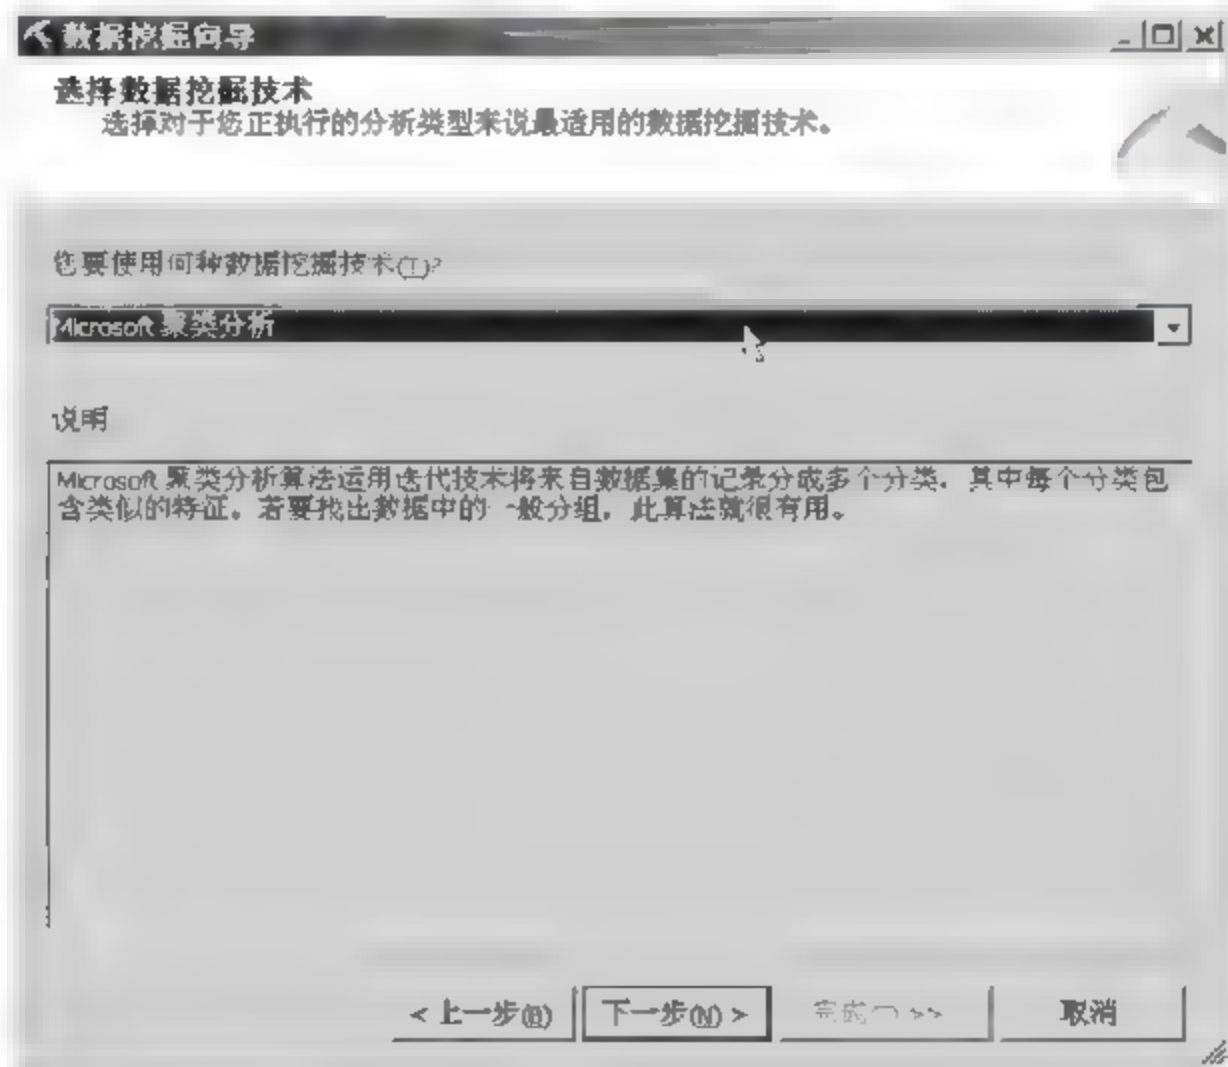 数据挖掘向导
选择数据挖掘技术
选择对于您正执行的分析类型来说最适用的数据挖掘技术。
您要使用何种数据挖掘技术(T)?
Microsoft 聚类分析
说明
Microsoft 聚类分析算法运用迭代技术将来自数据集的记录分成多个分类，其中每个分类包
含类似的特征。若要找出数据中的一般分组，此算法就很有用。
< 上一步(B)
下一步(N) >
完成
>>
取消